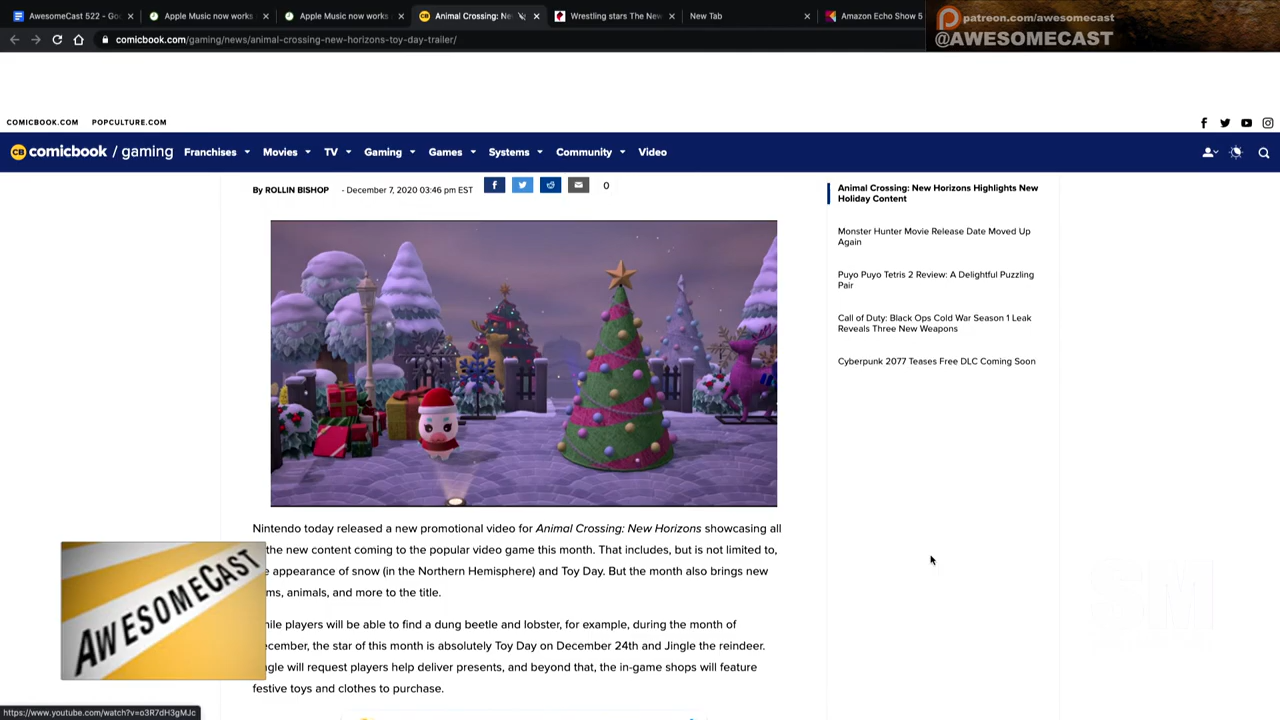 AwesomeCast 522 - Goo
Apple Music now works
Apple Music now works
Animal Crossing: Ne
Wrestling stars The New
New Tab
Amazon Echo Show 5
patreon.com/awesomecast
@AWESOMECAST
comicbook.com/gaming/news/animal-crossing-new-horizons-toy-day-trailer/
COMICBOOK.COM POPCULTURE.COM
CB comicbook / gaming Franchises Movies TV Gaming Games Systems Community Video
By ROLLIN BISHOP - December 7, 2020 03:46 pm EST 0
Animal Crossing: New Horizons Highlights New
Holiday Content
Monster Hunter Movie Release Date Moved Up
Again
Puyo Puyo Tetris 2 Review: A Delightful Puzzling
Pair
Call of Duty: Black Ops Cold War Season 1 Leak
Reveals Three New Weapons
Cyberpunk 2077 Teases Free DLC Coming Soon
Nintendo today released a new promotional video for Animal Crossing: New Horizons showcasing all
the new content coming to the popular video game this month. That includes, but is not limited to,
appearance of snow (in the Northern Hemisphere) and Toy Day. But the month also brings new
ms, animals, and more to the title.
hile players will be able to find a dung beetle and lobster, for example, during the month of
ecember, the star of this month is absolutely Toy Day on December 24th and Jingle the reindeer.
gle will request players help deliver presents, and beyond that, the in-game shops will feature
festive toys and clothes to purchase.
AWESOMECAST
https://www.youtube.com/watch?v=o3R7dH3gMJc